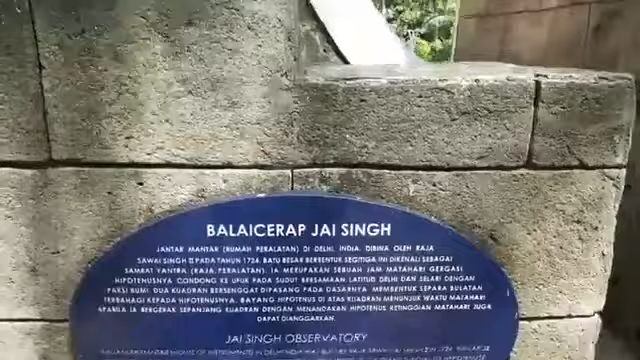 BALAICERAP JAI SINGH
JANTAR MANTAR (RUMAH PERALATAN) DI DELHI, INDIA, DIBINA OLEH RAJA
SAWAI SINGH II PADA TAHUN 1724. BATU BESAR BERBENTUK SEGITIGA INI DIKENALI SEBAGAI
SAMRAT YANTRA (RAJA PERALATAN). IA MERUPAKAN SEBUAH JAM MATAHARI GERGASI
HIPOTENUSNYA CONDONG KE UFUK PADA SUDUT BERSAMAAN LATITUD DELHI DAN SELARI DENGAN
PAKSI BUMI. DUA KUADRAN BERSENGGAT DIPASANG PADA DASARNYA MEMBENTUK SEPARA BULATAN
TERBAHAGI KEPADA HIPOTENUSNYA. BAYANG HIPOTENUS DI ATAS KUADRAN MENUNJUK WAKTU MATAHARI
APABILA IA BERGERAK SEPANJANG KUADRAN DENGAN MENANDAKAN HIPOTENUS KETINGGIAN MATAHARI JUGA
DAPAT DIANGGARKAN.
JAI SINGH OBSERVATORY